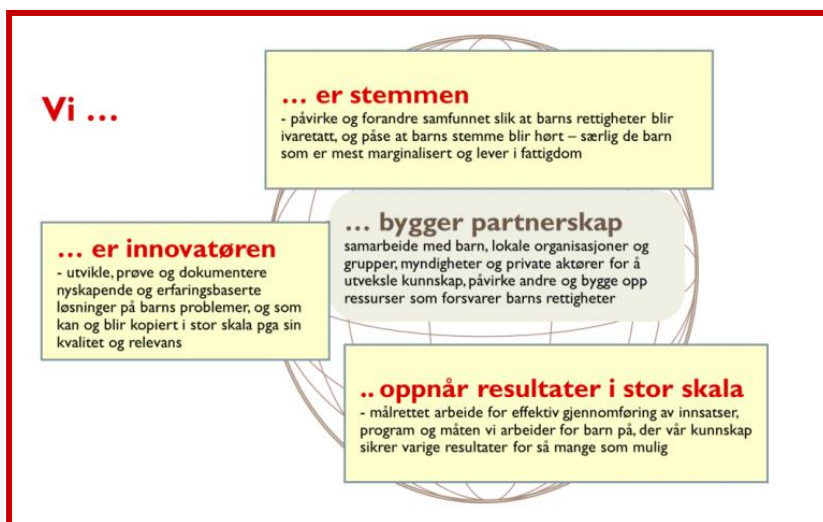 Vi ...
... er stemmen
- påvirke og forandre samfunnet slik at barns rettigheter blir
ivaretatt, og påse at barns stemme blir hørt – særlig de barn
som er mest marginalisert og lever i fattigdom
... bygger partnerskap
samarbeide med barn, lokale organisasjoner og
grupper, myndigheter og private aktører for å
utveksle kunnskap, påvirke andre og bygge opp
ressurser som forsvarer barns rettigheter
... er innovatøren
- utvikle, prøve og dokumentere
nyskapende og erfaringsbaserte
løsninger på barns problemer, og som
kan og blir kopiert i stor skala pga sin
kvalitet og relevans
.. oppnår resultater i stor skala
- målrettet arbeide for effektiv gjennomføring av innsatser,
program og måten vi arbeider for barn på, der vår kunnskap
sikrer varige resultater for så mange som mulig